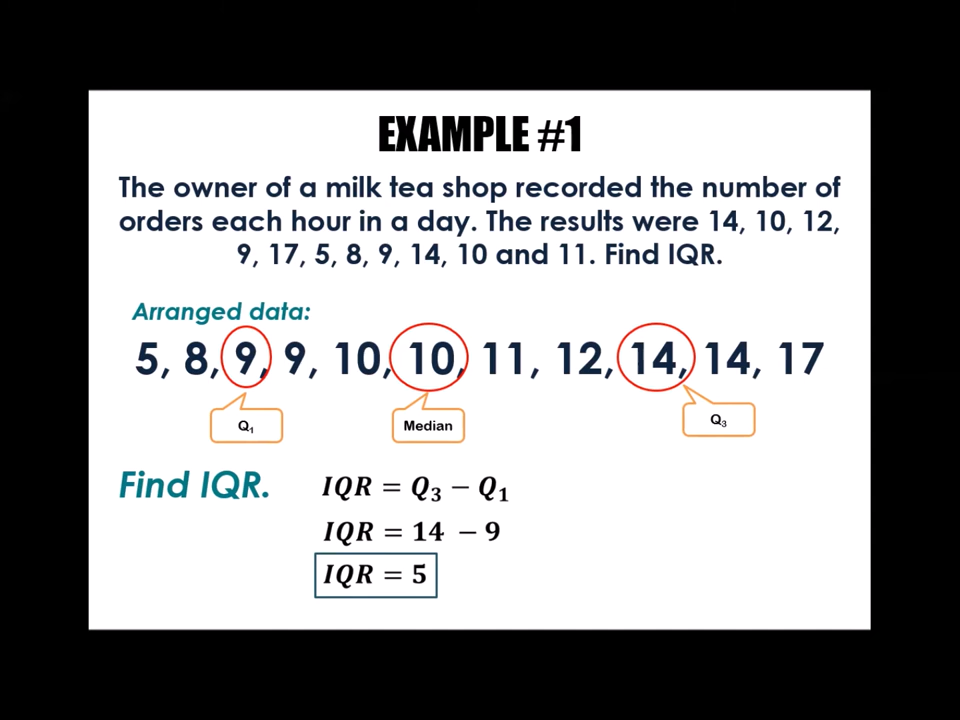 EXAMPLE #1
The owner of a milk tea shop recorded the number of
orders each hour in a day. The results were 14, 10, 12,
9, 17, 5, 8, 9, 14, 10 and 11. Find IQR.
Arranged data:
5, 8, 9, 9, 10, 10, 11, 12, 14, 14, 17
Q₁ Median Q₃
Find IQR. IQR = Q₃ − Q₁
IQR = 14 − 9
IQR = 5